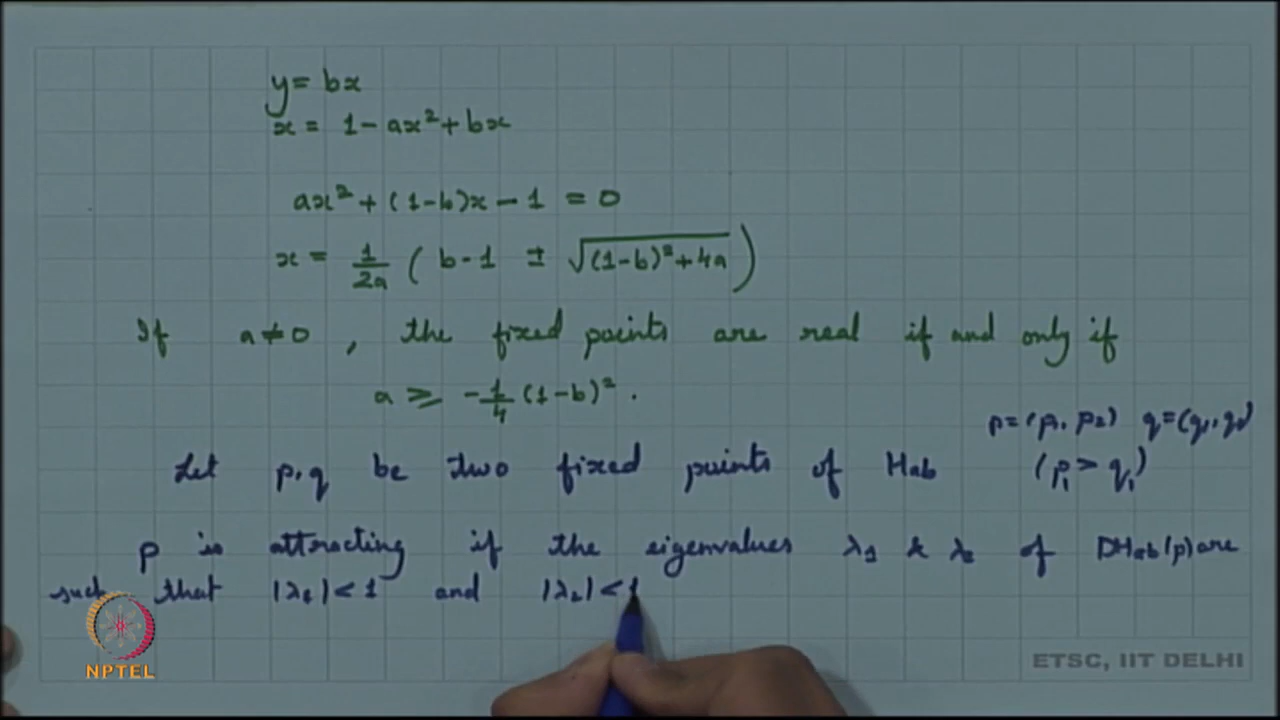 y = bx
x = 1 - ax² + bx
ax² + (1-b)x - 1 = 0
x = 1/2a ( b-1 ± √(1-b)² + 4a )
If a ≠ 0 , the fixed points are real if and only if
a ≥ -1/4 (1-b)² .
p = (p₁, p₂) q = (q₁, q₂)
Let p, q be two fixed points of Hab (p₁ > q₁)
p is attracting if the eigenvalues λ₁ & λ₂ of DHab(p) are
such that |λ₁| < 1 and |λ₂| < 1
NPTEL
ETSC, IIT DELHI